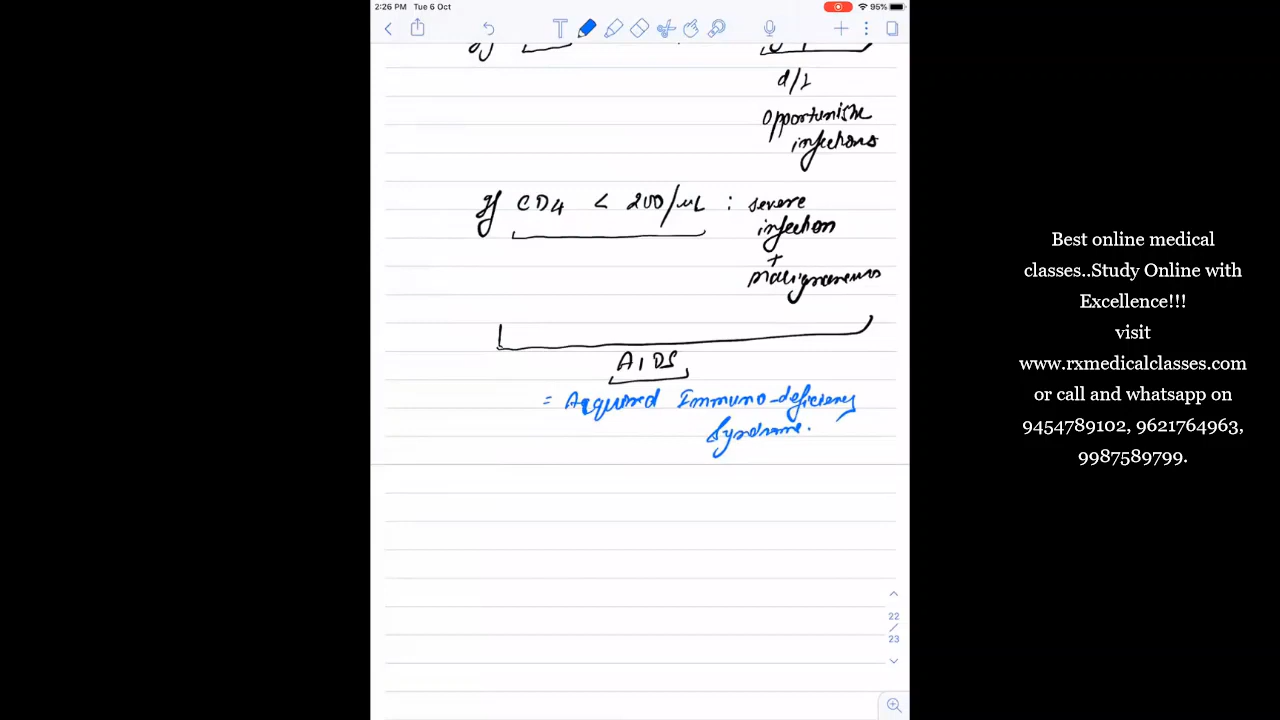 2:26 PM Tue 6 Oct
95%
T
d/t
opportunistic
infections
If CD4 < 200/μL : severe
infection
+
malignancies
AIDS
= Acquired Immuno-deficiency
Syndrome.
22
/
23
Best online medical
classes..Study Online with
Excellence!!!
visit
www.rxmedicalclasses.com
or call and whatsapp on
9454789102, 9621764963,
9987589799.